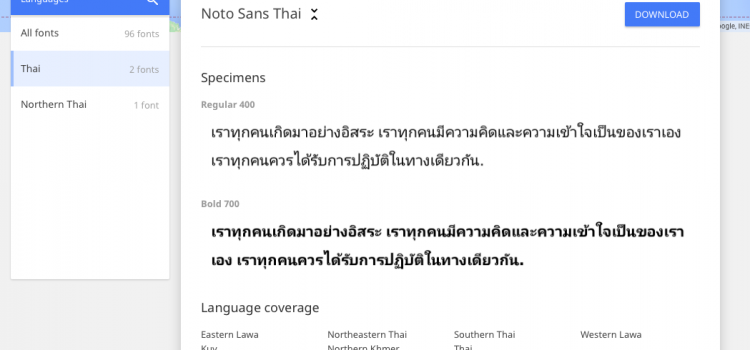 Languages
All fonts 96 fonts
Thai 2 fonts
Northern Thai 1 font
Noto Sans Thai
DOWNLOAD
Specimens
Regular 400
เราทุกคนเกิดมาอย่างอิสระ เราทุกคนมีความคิดและความเข้าใจเป็นของเราเอง
เราทุกคนควรได้รับการปฏิบัติในทางเดียวกัน.
Bold 700
เราทุกคนเกิดมาอย่างอิสระ เราทุกคนมีความคิดและความเข้าใจเป็นของเรา
เอง เราทุกคนควรได้รับการปฏิบัติในทางเดียวกัน.
Language coverage
Eastern Lawa Northeastern Thai Southern Thai Western Lawa
Kuy Northern Khmer Thai